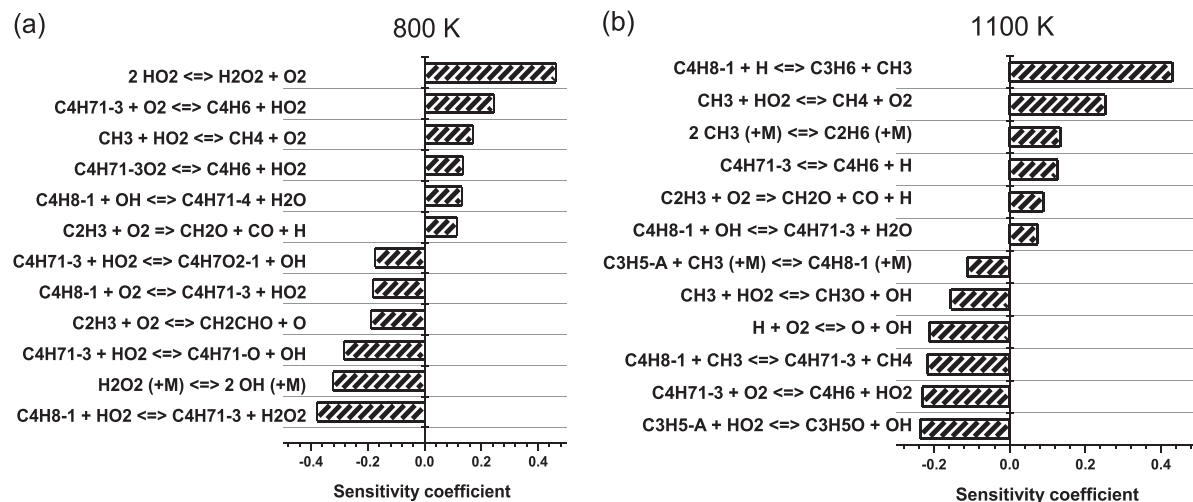 (a)
800 K
2 HO2 <=> H2O2 + O2
C4H71-3 + O2 <=> C4H6 + HO2
CH3 + HO2 <=> CH4 + O2
C4H71-3O2 <=> C4H6 + HO2
C4H8-1 + OH <=> C4H71-4 + H2O
C2H3 + O2 => CH2O + CO + H
C4H71-3 + HO2 <=> C4H7O2-1 + OH
C4H8-1 + O2 <=> C4H71-3 + HO2
C2H3 + O2 <=> CH2CHO + O
C4H71-3 + HO2 <=> C4H71-O + OH
H2O2 (+M) <=> 2 OH (+M)
C4H8-1 + HO2 <=> C4H71-3 + H2O2
-0.4 -0.2 0.0 0.2 0.4
Sensitivity coefficient
(b)
1100 K
C4H8-1 + H <=> C3H6 + CH3
CH3 + HO2 <=> CH4 + O2
2 CH3 (+M) <=> C2H6 (+M)
C4H71-3 <=> C4H6 + H
C2H3 + O2 => CH2O + CO + H
C4H8-1 + OH <=> C4H71-3 + H2O
C3H5-A + CH3 (+M) <=> C4H8-1 (+M)
CH3 + HO2 <=> CH3O + OH
H + O2 <=> O + OH
C4H8-1 + CH3 <=> C4H71-3 + CH4
C4H71-3 + O2 <=> C4H6 + HO2
C3H5-A + HO2 <=> C3H5O + OH
-0.2 0.0 0.2 0.4
Sensitivity coefficient